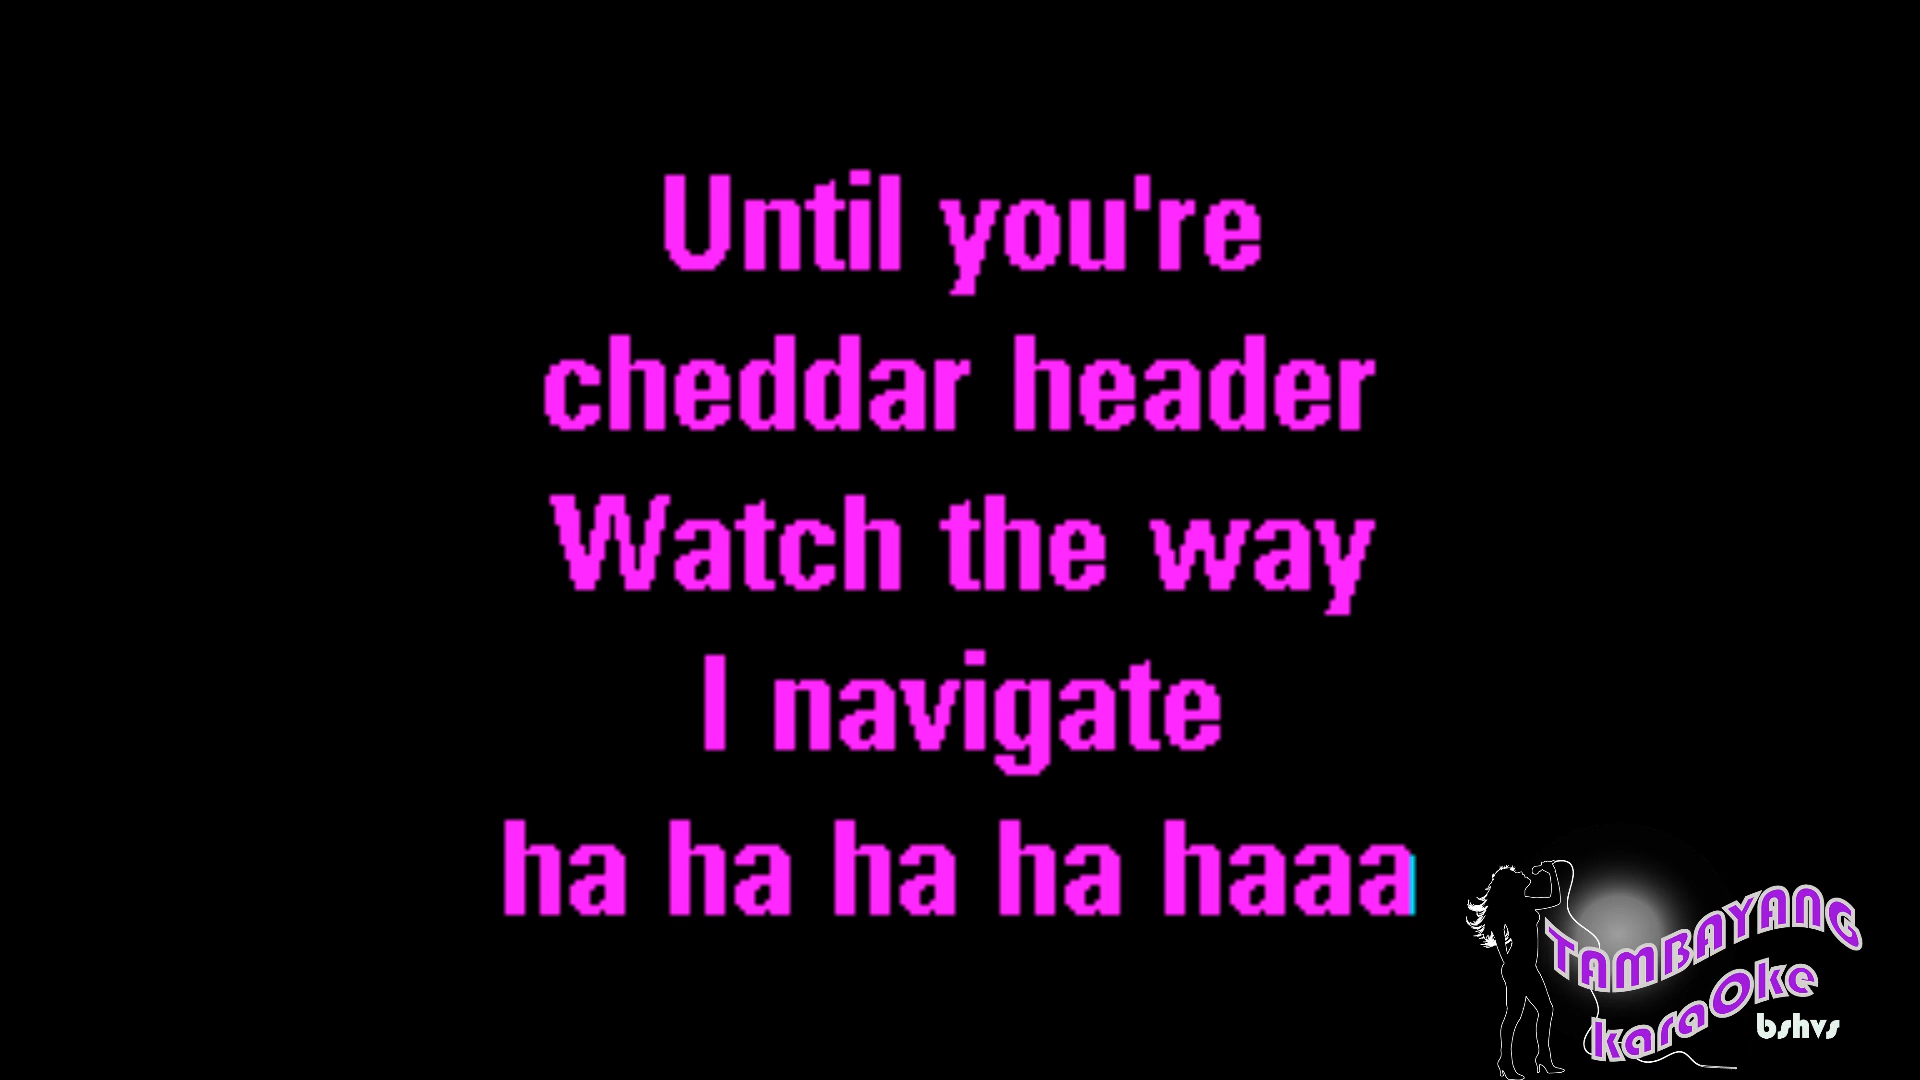 Until you're
cheddar header
Watch the way
I navigate
ha ha ha ha haaa
TAMBAYANG
karaOke
bshvs